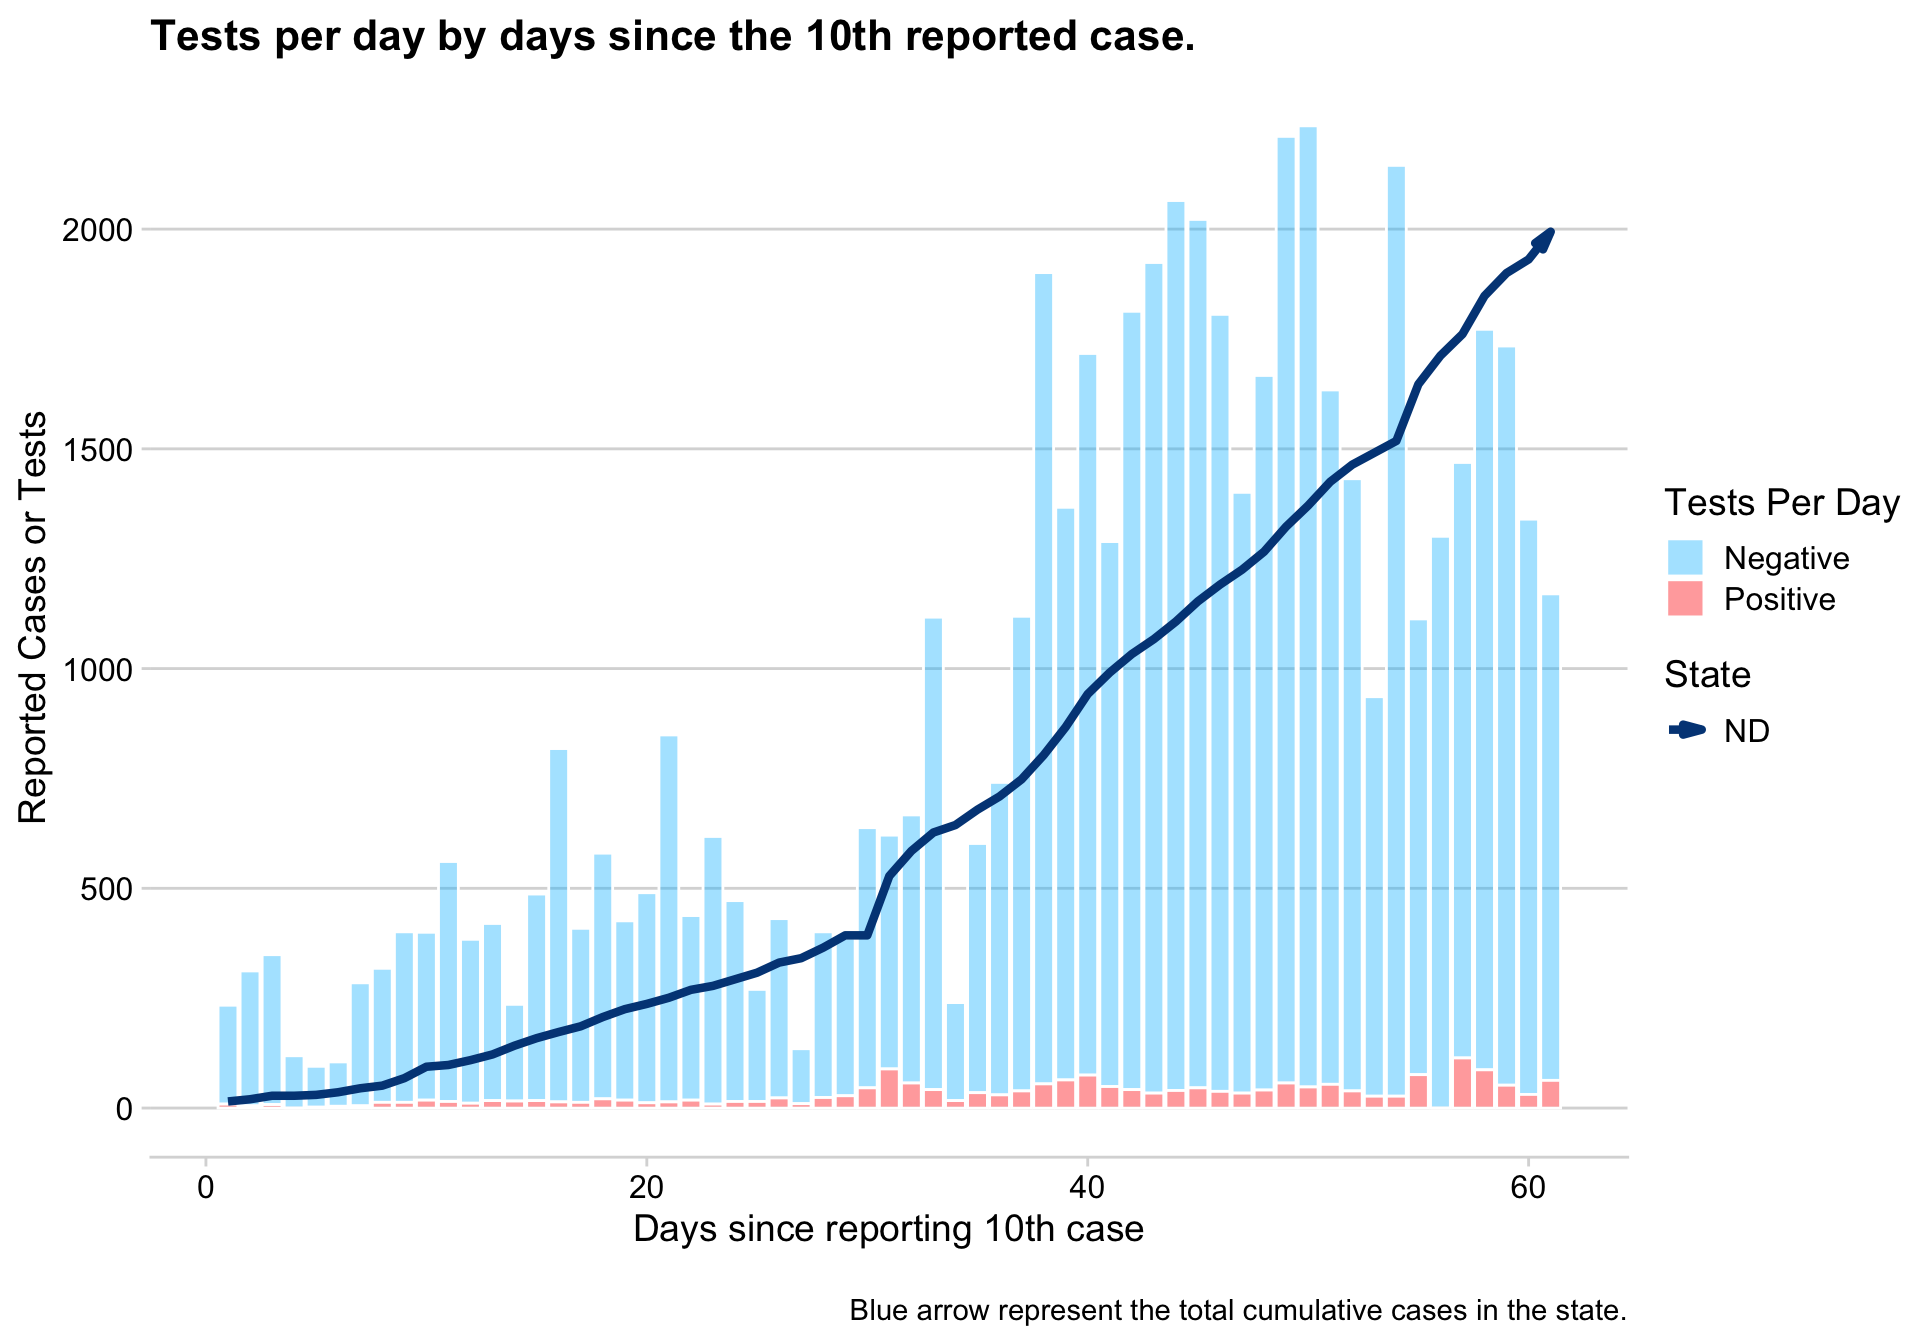 Tests per day by days since the 10th reported case.
Reported Cases or Tests
2000
1500
1000
500
0
0
20
40
60
Days since reporting 10th case
Tests Per Day
Negative
Positive
State
ND
Blue arrow represent the total cumulative cases in the state.